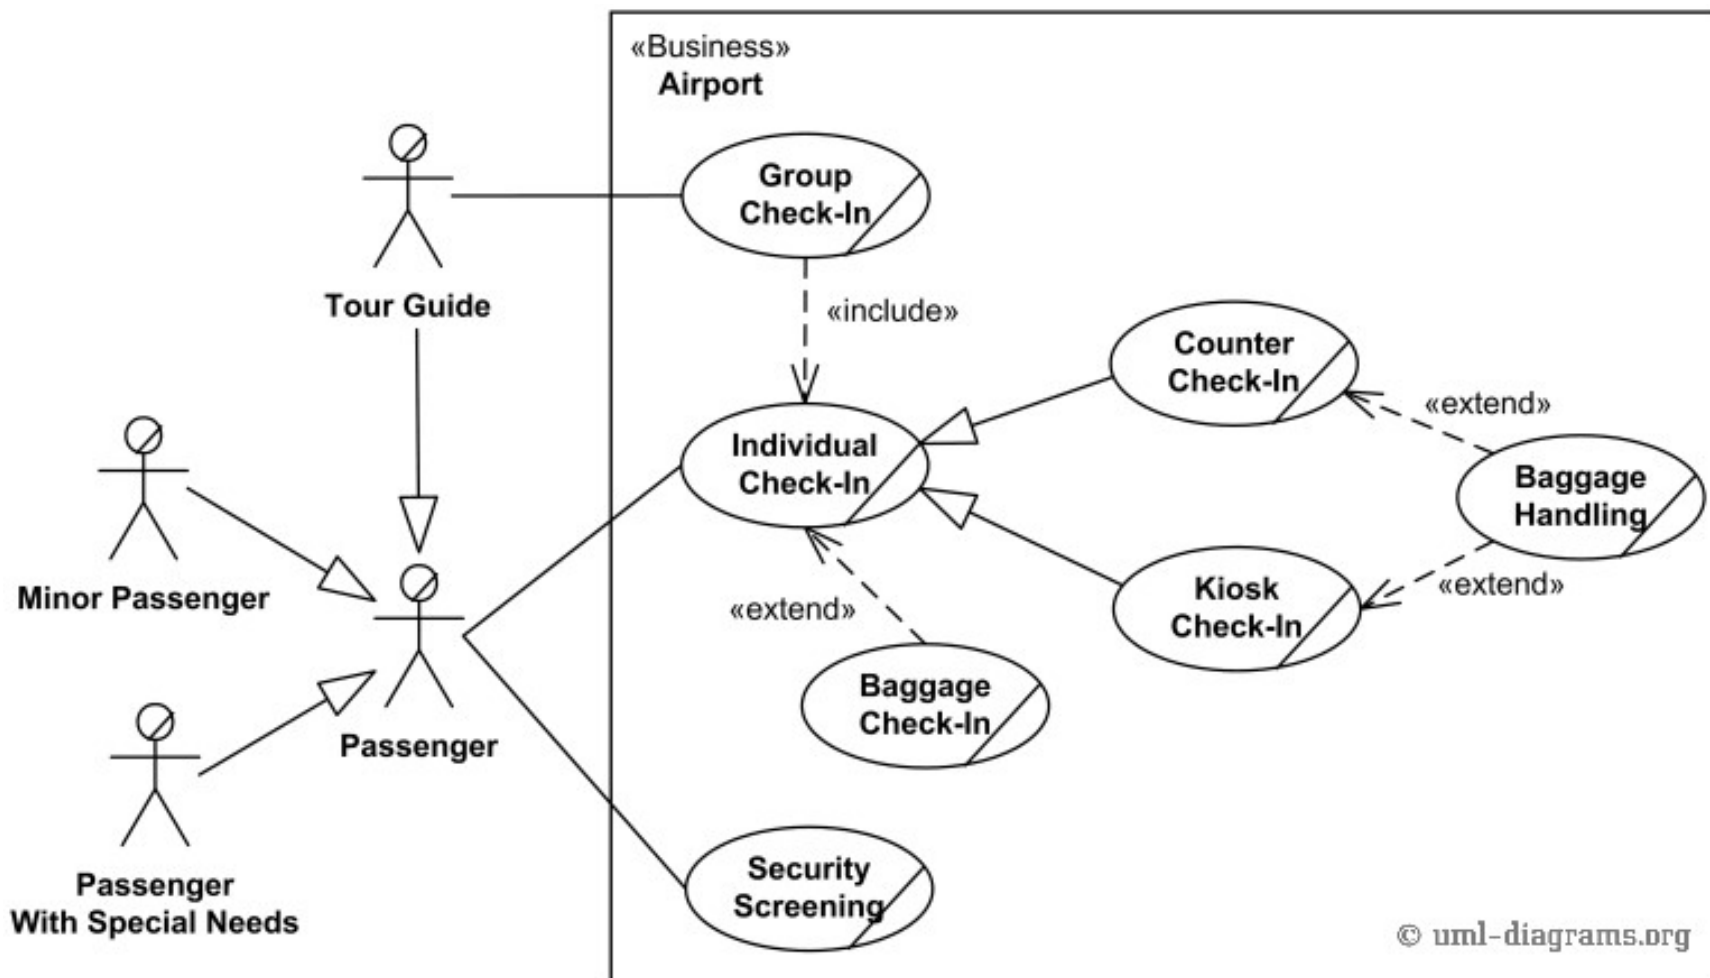 «Business»
Airport
Group
Check-In
Tour Guide
«include»
Counter
Check-In
«extend»
Individual
Check-In
Baggage
Handling
Minor Passenger
«extend»
Kiosk
Check-In
«extend»
Baggage
Check-In
Passenger
Passenger
With Special Needs
Security
Screening
© uml-diagrams.org